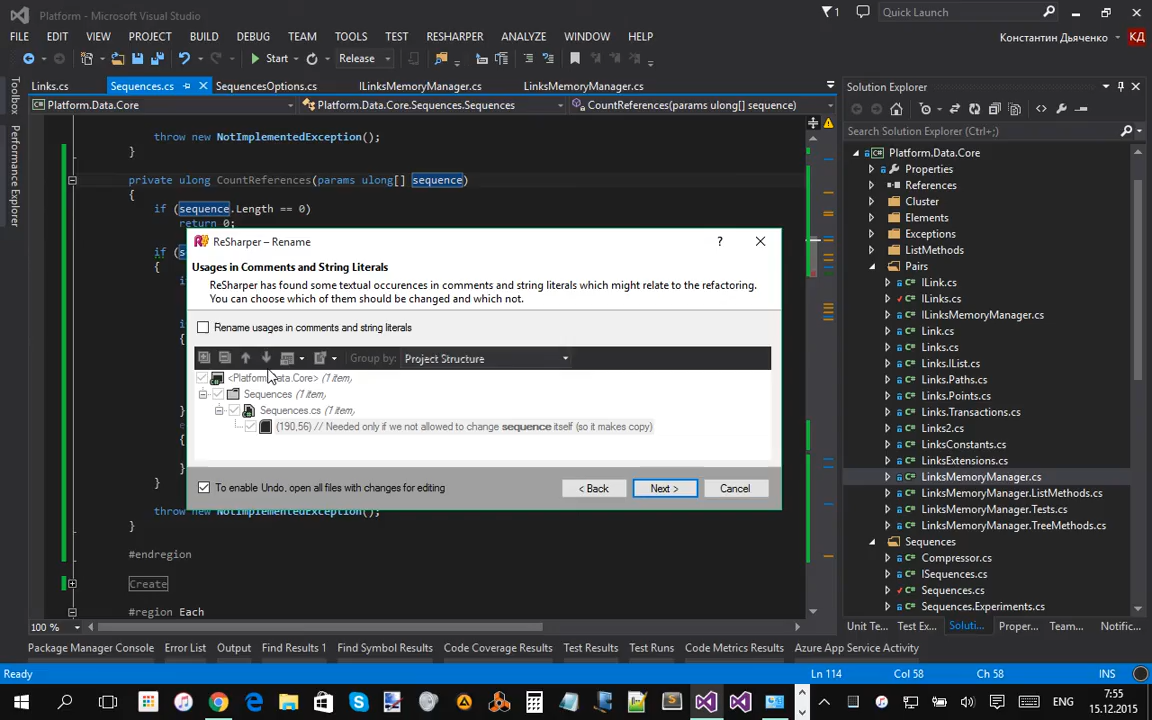 Platform - Microsoft Visual Studio
1
Quick Launch
FILE EDIT VIEW PROJECT BUILD DEBUG TEAM TOOLS TEST RESHARPER ANALYZE WINDOW HELP
Константин Дьяченко КД
Start Release
Links.cs Sequences.cs SequencesOptions.cs ILinksMemoryManager.cs LinksMemoryManager.cs
Platform.Data.Core Platform.Data.Core.Sequences.Sequences CountReferences(params ulong[] sequence)
Toolbox
Performance Explorer
throw new NotImplementedException();
}
private ulong CountReferences(params ulong[] sequence)
{
if (sequence.Length == 0)
return 0;
if (s
{
{
}
{
}
}
throw new NotImplementedException();
}
#endregion
Create
#region Each
100 %
ReSharper – Rename
?
Usages in Comments and String Literals
ReSharper has found some textual occurences in comments and string literals which might relate to the refactoring.
You can choose which of them should be changed and which not.
Rename usages in comments and string literals
Group by: Project Structure
<Platform.Data.Core> (1 item)
Sequences (1 item)
Sequences.cs (1 item)
(190,56) // Needed only if we not allowed to change sequence itself (so it makes copy)
To enable Undo, open all files with changes for editing
< Back Next > Cancel
Solution Explorer
Search Solution Explorer (Ctrl+;)
Platform.Data.Core
Properties
References
Cluster
Elements
Exceptions
ListMethods
Pairs
ILink.cs
ILinks.cs
ILinksMemoryManager.cs
Link.cs
Links.cs
Links.IList.cs
Links.Paths.cs
Links.Points.cs
Links.Transactions.cs
Links2.cs
LinksConstants.cs
LinksExtensions.cs
LinksMemoryManager.cs
LinksMemoryManager.ListMethods.cs
LinksMemoryManager.Tests.cs
LinksMemoryManager.TreeMethods.cs
Sequences
Compressor.cs
ISequences.cs
Sequences.cs
Sequences.Experiments.cs
Unit Te... Test Ex... Soluti... Proper... Team... Notific...
Package Manager Console Error List Output Find Results 1 Find Symbol Results Code Coverage Results Test Results Test Runs Code Metrics Results Azure App Service Activity
Ready Ln 114 Col 58 Ch 58 INS
ENG
7:55
15.12.2015